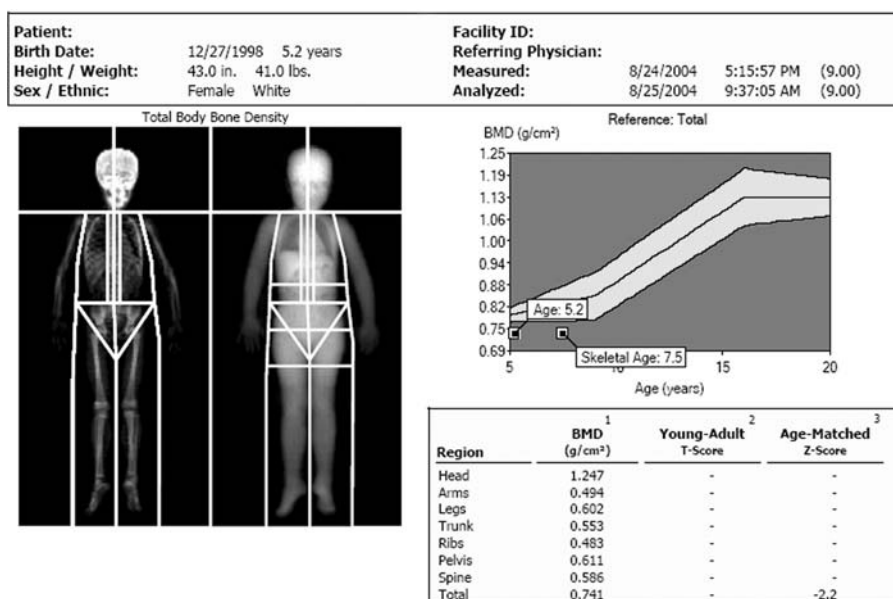 Patient: Facility ID:
Birth Date: 12/27/1998 5.2 years Referring Physician:
Height / Weight: 43.0 in. 41.0 lbs. Measured: 8/24/2004 5:15:57 PM (9.00)
Sex / Ethnic: Female White Analyzed: 8/25/2004 9:37:05 AM (9.00)
Total Body Bone Density
Reference: Total
BMD (g/cm²)
1.25
1.19
1.13
1.06
1.00
0.94
0.88
0.82
0.75
0.69
Age: 5.2
Skeletal Age: 7.5
5 10 15 20
Age (years)
1 2 3
BMD Young-Adult Age-Matched
Region (g/cm²) T-Score Z-Score
Head 1.247 - -
Arms 0.494 - -
Legs 0.602 - -
Trunk 0.553 - -
Ribs 0.483 - -
Pelvis 0.611 - -
Spine 0.586 - -
Total 0.741 - -2.2